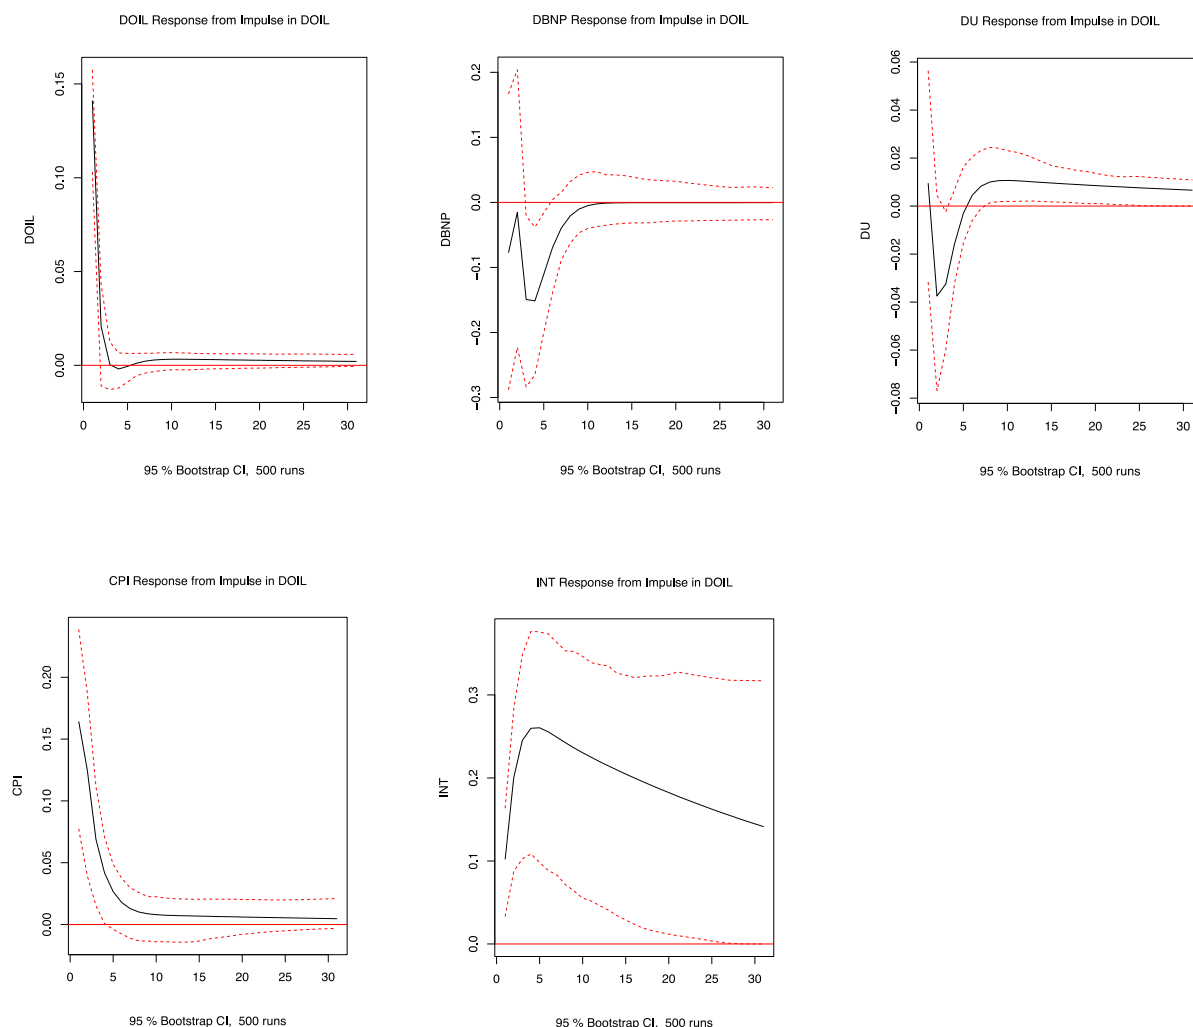 DOIL Response from Impulse in DOIL
DOIL
0.00
0.05
0.10
0.15
0 5 10 15 20 25 30
95 % Bootstrap CI, 500 runs
DBNP Response from Impulse in DOIL
DBNP
−0.3
−0.2
−0.1
0.0
0.1
0.2
0 5 10 15 20 25 30
95 % Bootstrap CI, 500 runs
DU Response from Impulse in DOIL
DU
−0.08
−0.06
−0.04
−0.02
0.00
0.02
0.04
0.06
0 5 10 15 20 25 30
95 % Bootstrap CI, 500 runs
CPI Response from Impulse in DOIL
CPI
0.00
0.05
0.10
0.15
0.20
0 5 10 15 20 25 30
95 % Bootstrap CI, 500 runs
INT Response from Impulse in DOIL
INT
0.0
0.1
0.2
0.3
0 5 10 15 20 25 30
95 % Bootstrap CI, 500 runs